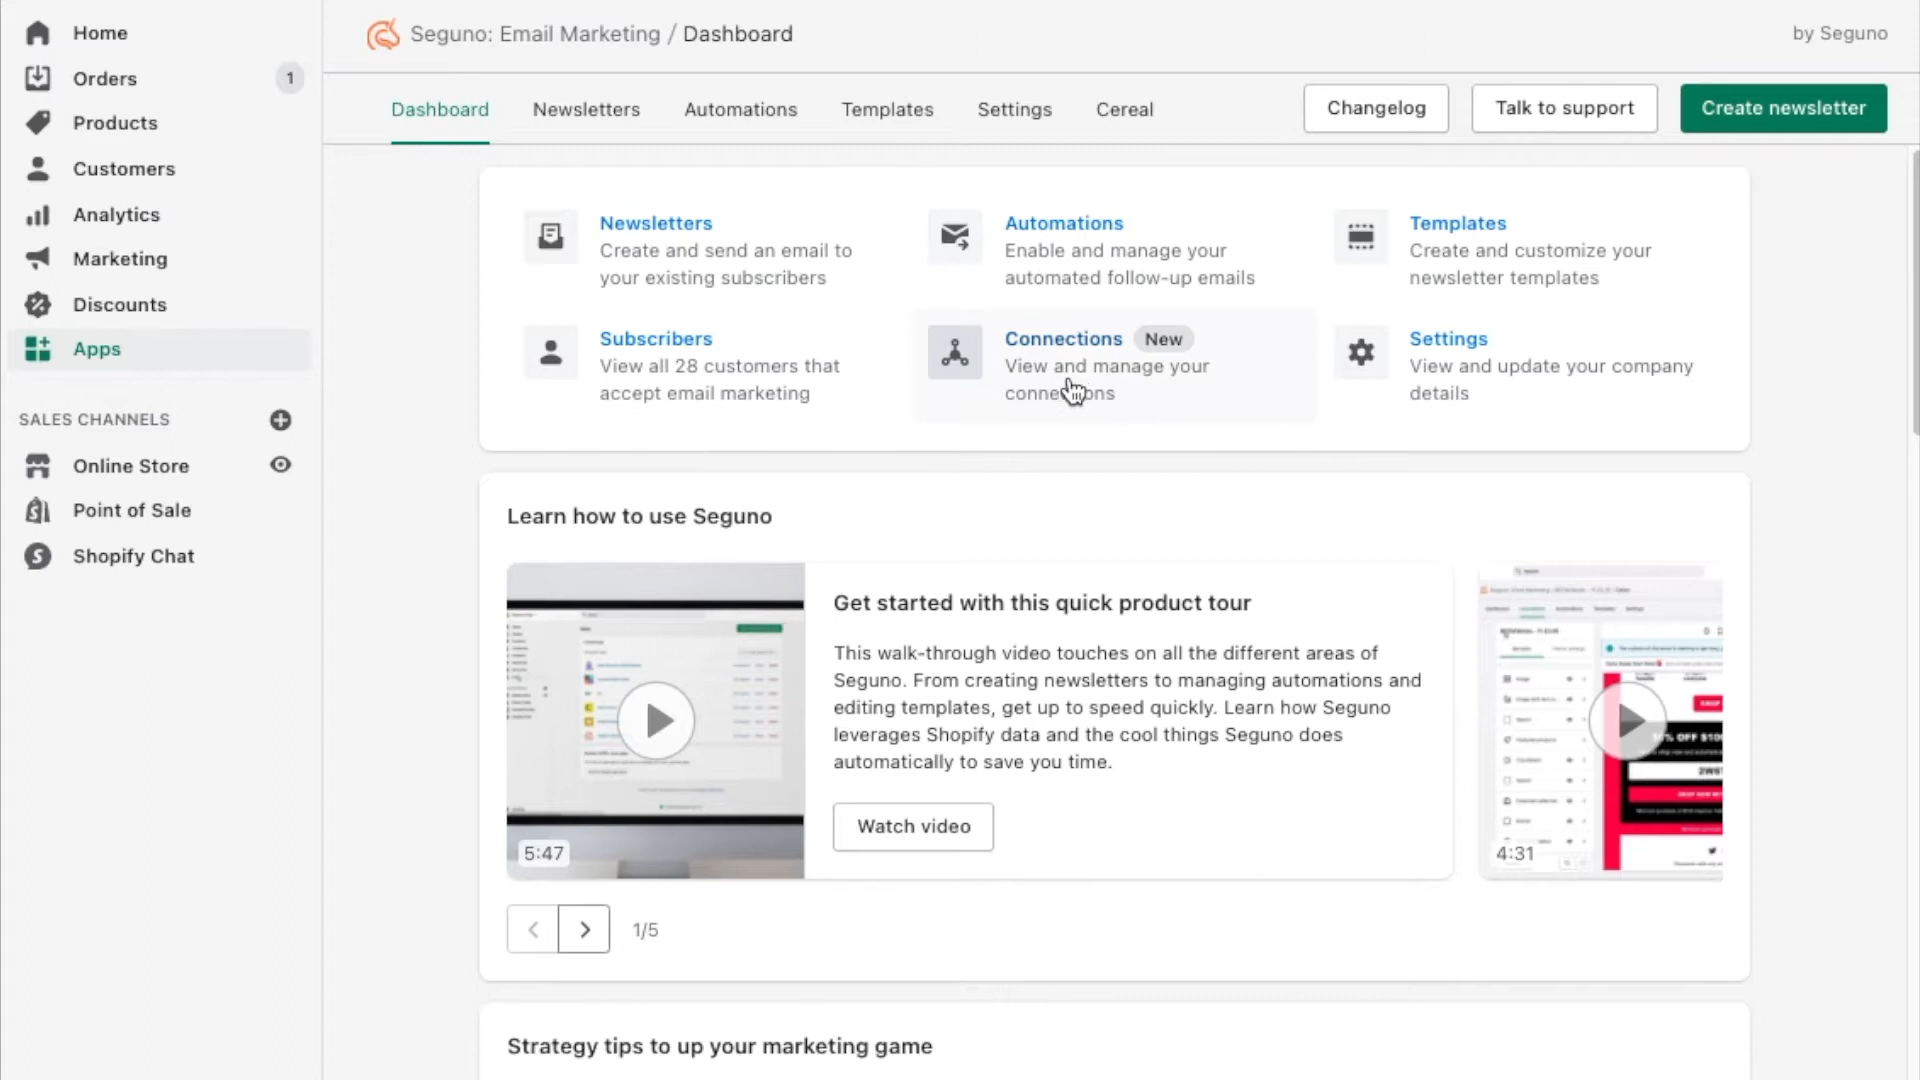 Home
Orders 1
Products
Customers
Analytics
Marketing
Discounts
Apps
SALES CHANNELS
Online Store
Point of Sale
Shopify Chat
Seguno: Email Marketing / Dashboard
by Seguno
Dashboard Newsletters Automations Templates Settings Cereal
Changelog Talk to support Create newsletter
Newsletters
Create and send an email to
your existing subscribers
Automations
Enable and manage your
automated follow-up emails
Templates
Create and customize your
newsletter templates
Subscribers
View all 28 customers that
accept email marketing
Connections New
View and manage your
connections
Settings
View and update your company
details
Learn how to use Seguno
5:47
Get started with this quick product tour
This walk-through video touches on all the different areas of
Seguno. From creating newsletters to managing automations and
editing templates, get up to speed quickly. Learn how Seguno
leverages Shopify data and the cool things Seguno does
automatically to save you time.
Watch video
4:31
1/5
Strategy tips to up your marketing game